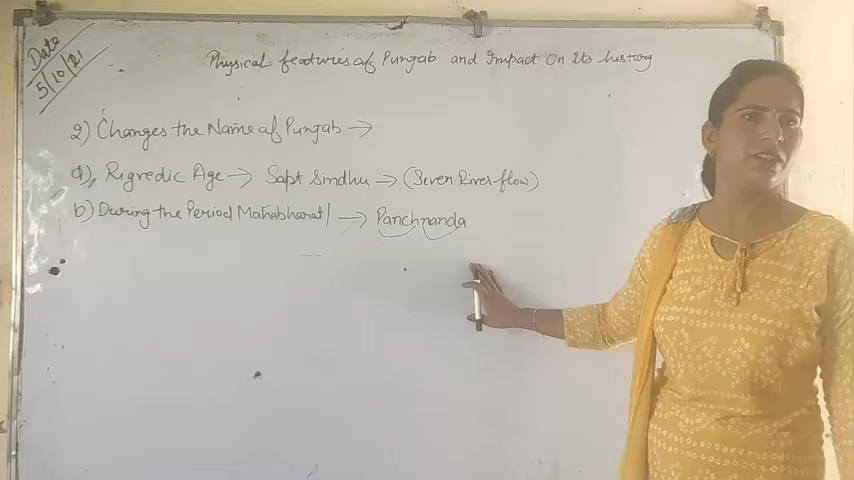 Date
5/10/21
Physical features of Punjab and Impact On Its history
2) Changes the Name of Punjab →
a) Rigvedic Age → Sapt Sindhu → (Seven River flow)
b) During the Period Mahabharat → Panchnanda